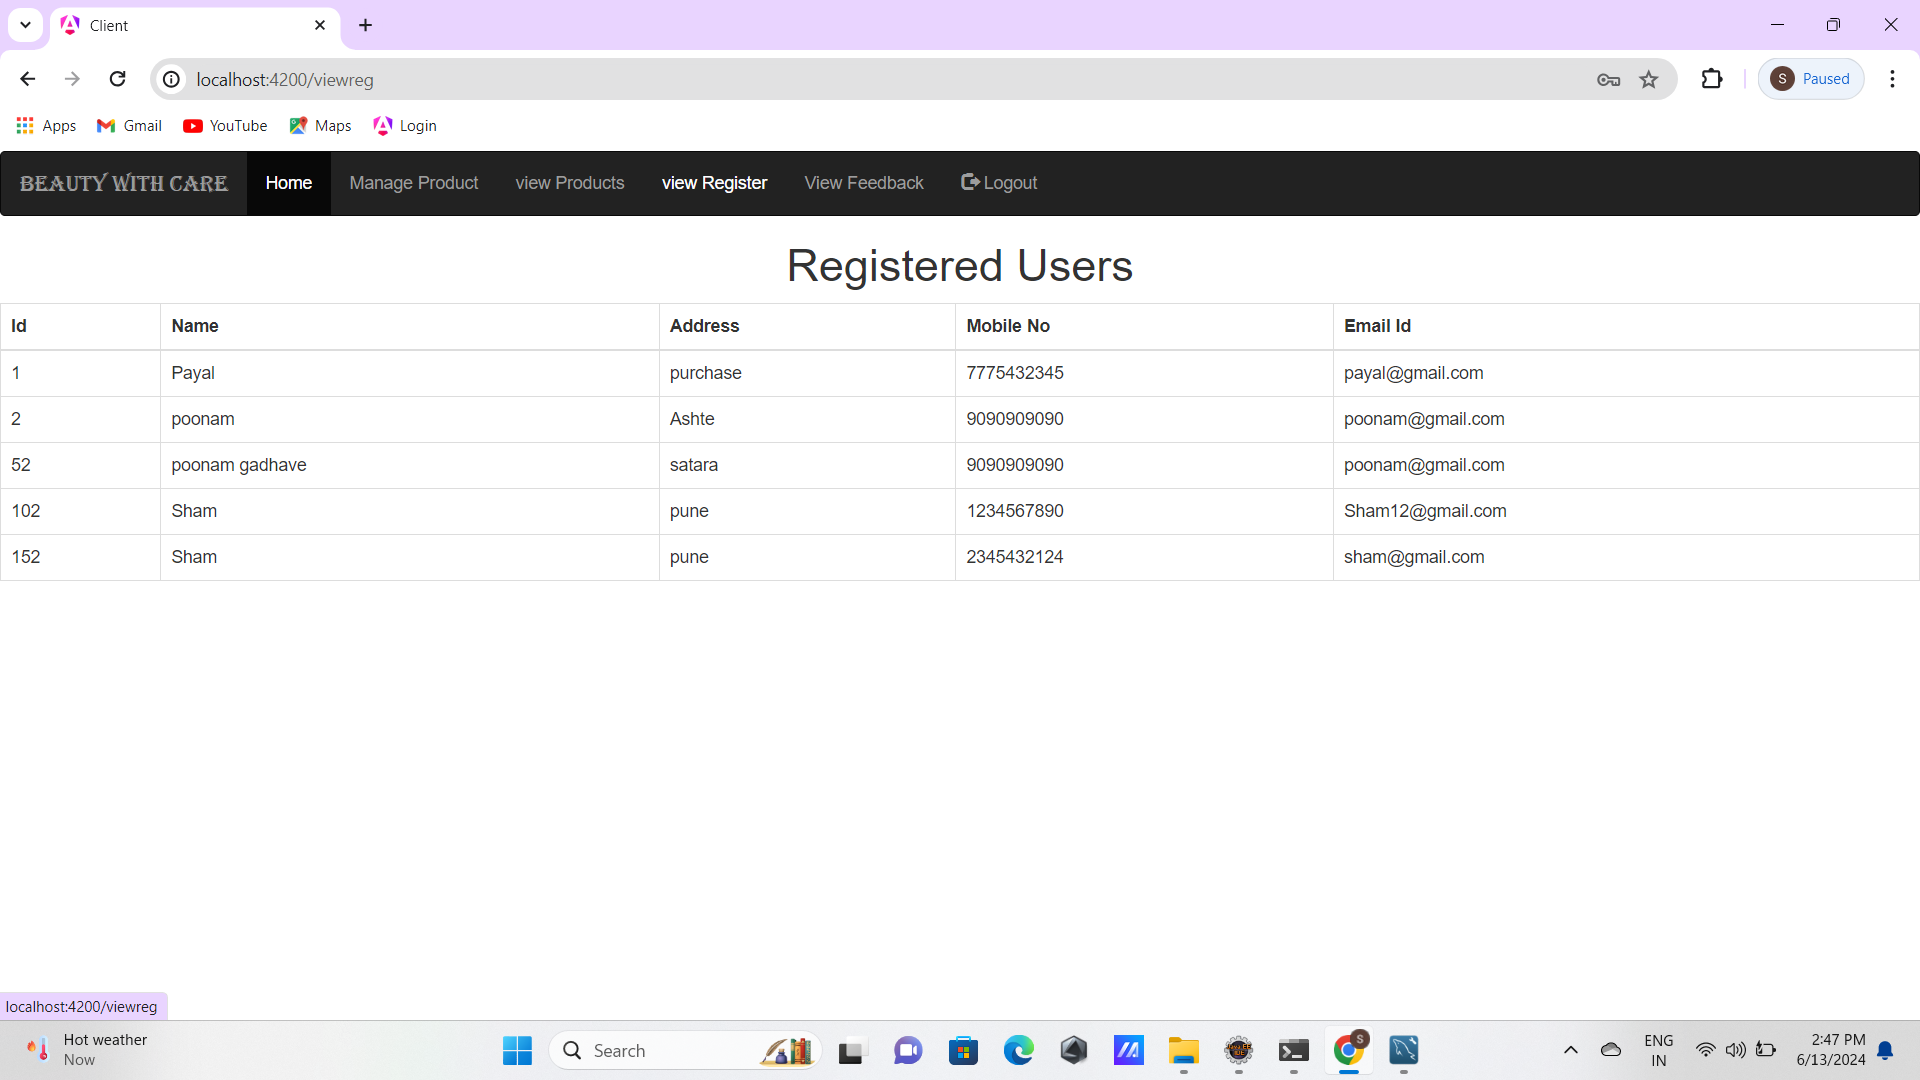 Client
localhost:4200/viewreg
S Paused
Apps Gmail YouTube Maps Login
BEAUTY WITH CARE Home Manage Product view Products view Register View Feedback Logout
Registered Users
Id Name Address Mobile No Email Id
1 Payal purchase 7775432345 payal@gmail.com
2 poonam Ashte 9090909090 poonam@gmail.com
52 poonam gadhave satara 9090909090 poonam@gmail.com
102 Sham pune 1234567890 Sham12@gmail.com
152 Sham pune 2345432124 sham@gmail.com
localhost:4200/viewreg
Hot weather
Now
Search
S
ENG
IN
2:47 PM
6/13/2024